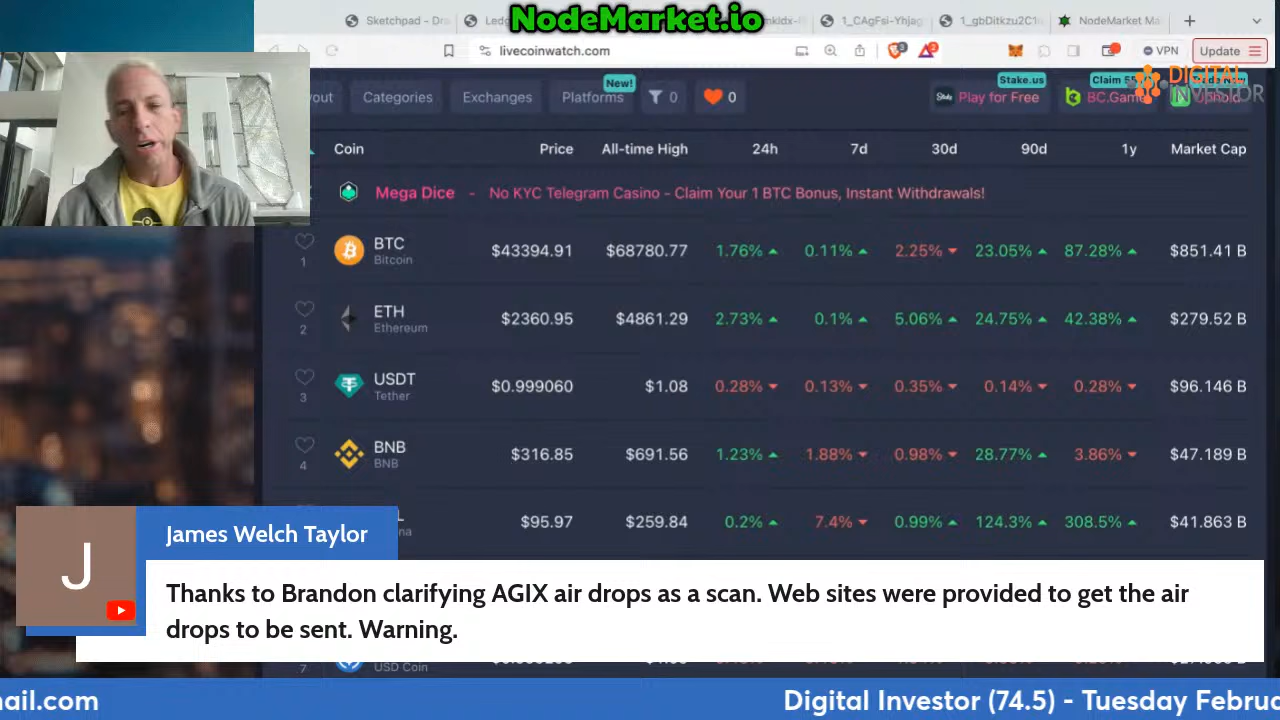 NodeMarket.io
Sketchpad - Dra
Ledg
1_CAgFsi-Yhjag
1_gbDitkzu2C1
NodeMarket Ma
livecoinwatch.com
VPN
Update
New!
Stake.us
Categories
Exchanges
Platforms
0
0
Play for Free
BC.Game
Uphold
DIGITAL
INVESTOR
Coin
Price
All-time High
24h
7d
30d
90d
1y
Market Cap
Mega Dice - No KYC Telegram Casino - Claim Your 1 BTC Bonus, Instant Withdrawals!
1
BTC
Bitcoin
$43394.91
$68780.77
1.76%
0.11%
2.25%
23.05%
87.28%
$851.41 B
2
ETH
Ethereum
$2360.95
$4861.29
2.73%
0.1%
5.06%
24.75%
42.38%
$279.52 B
3
USDT
Tether
$0.999060
$1.08
0.28%
0.13%
0.35%
0.14%
0.28%
$96.146 B
4
BNB
BNB
$316.85
$691.56
1.23%
1.88%
0.98%
28.77%
3.86%
$47.189 B
$95.97
$259.84
0.2%
7.4%
0.99%
124.3%
308.5%
$41.863 B
J
James Welch Taylor
Thanks to Brandon clarifying AGIX air drops as a scan. Web sites were provided to get the air
drops to be sent. Warning.
7
USD Coin
ail.com
Digital Investor (74.5) - Tuesday Februa